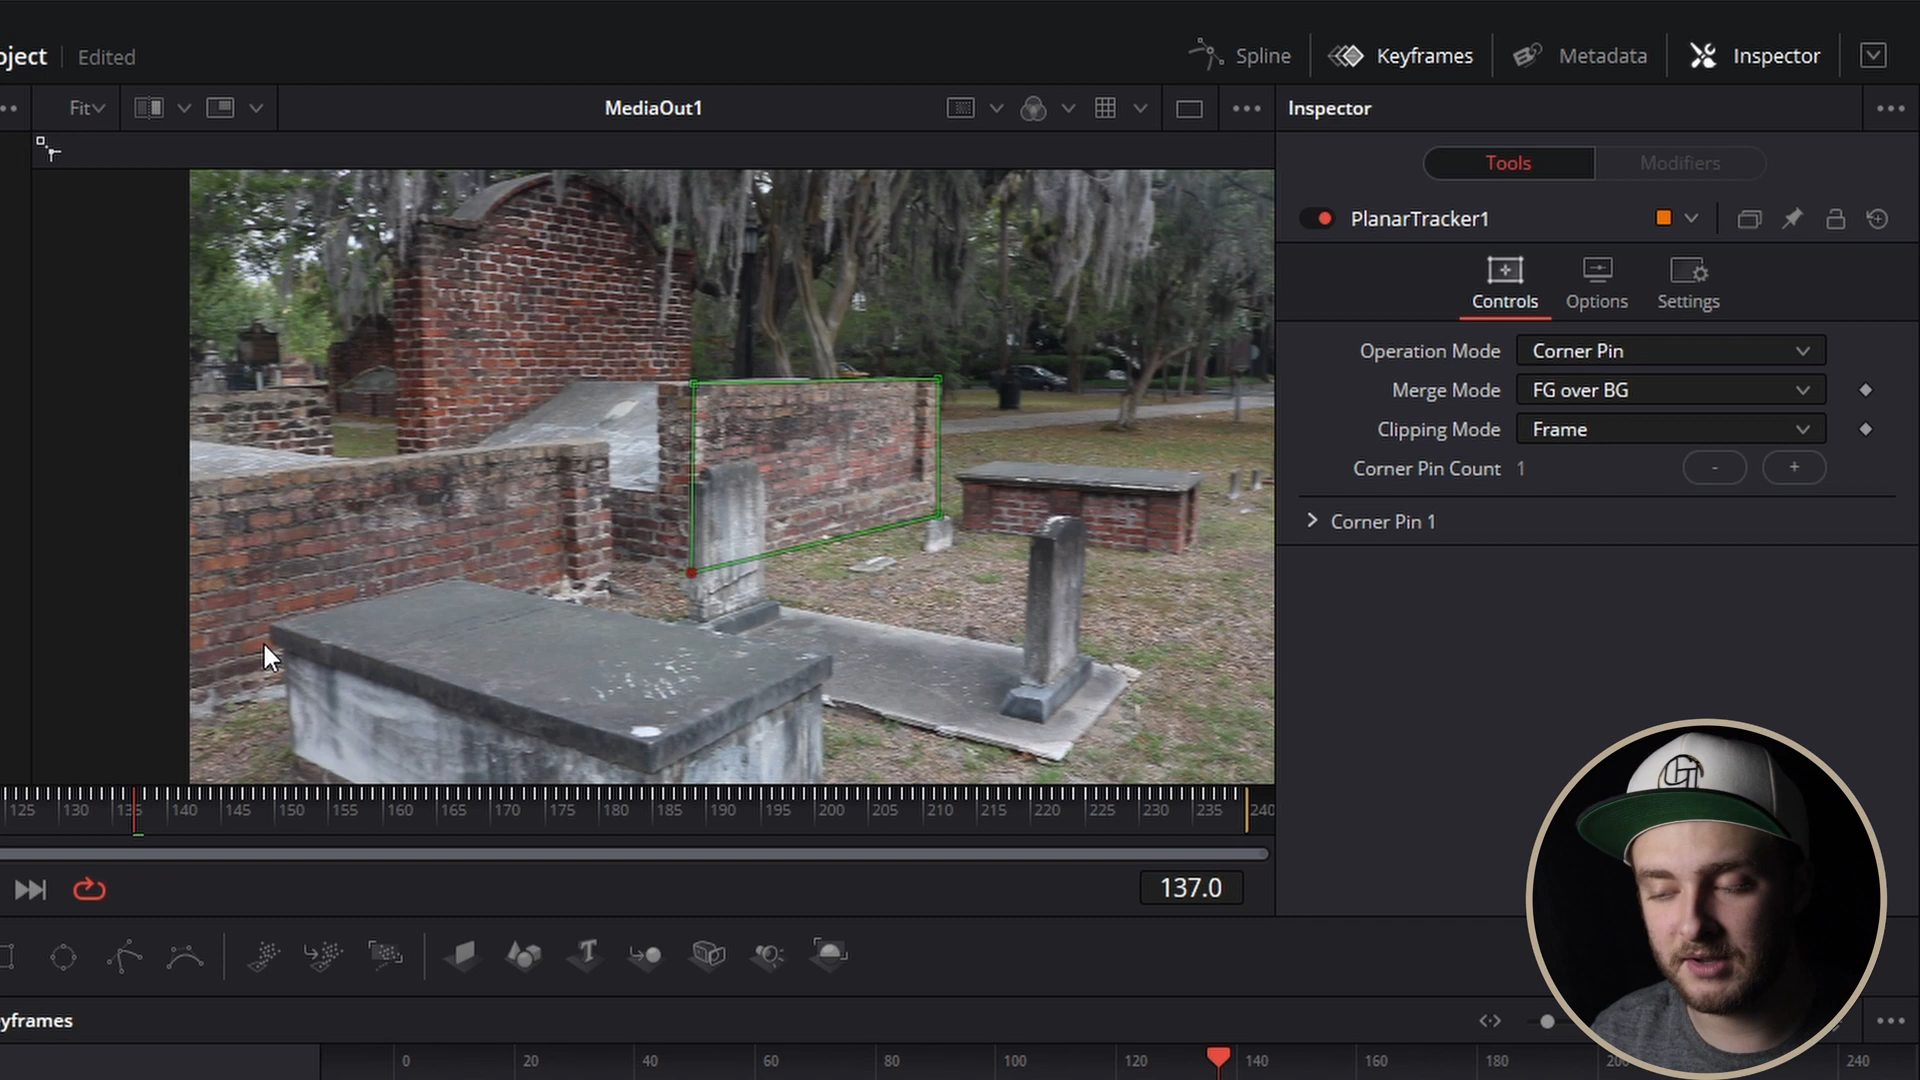 oject
Edited
Spline
Keyframes
Metadata
Inspector
Fit
MediaOut1
Inspector
Tools
Modifiers
PlanarTracker1
Controls
Options
Settings
Operation Mode
Corner Pin
Merge Mode
FG over BG
Clipping Mode
Frame
Corner Pin Count
1
-
+
Corner Pin 1
125 130 135 140 145 150 155 160 165 170 175 180 185 190 195 200 205 210 215 220 225 230 235 240
137.0
T
yframes
0 20 40 60 80 100 120 140 160 180 240